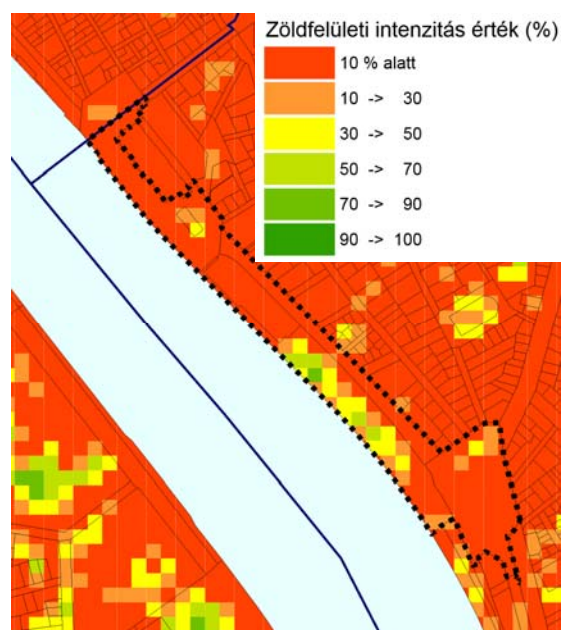 Zöldfelületi intenzitás érték (%)
10 % alatt
10 -> 30
30 -> 50
50 -> 70
70 -> 90
90 -> 100